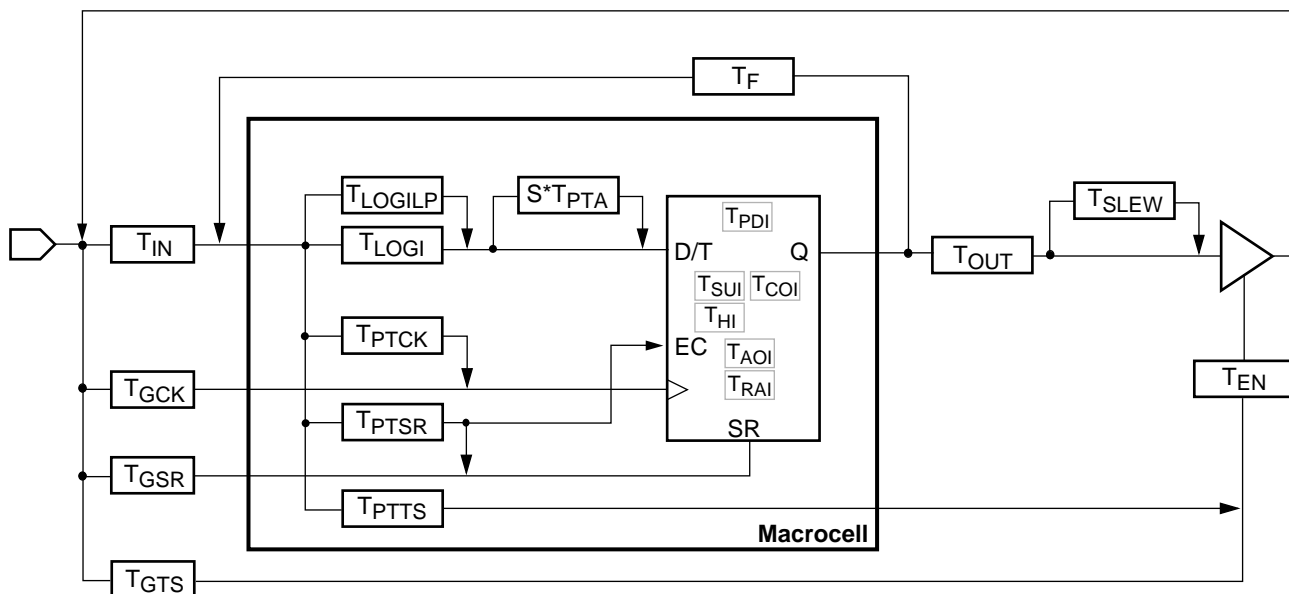 TF
TLOGILP
S*TPTA
TSLEW
TPDI
TIN
TLOGI
D/T
Q
TOUT
TSUI
TCOI
THI
TPTCK
EC
TAOI
TGCK
TRAI
TEN
TPTSR
SR
TGSR
TPTTS
Macrocell
TGTS